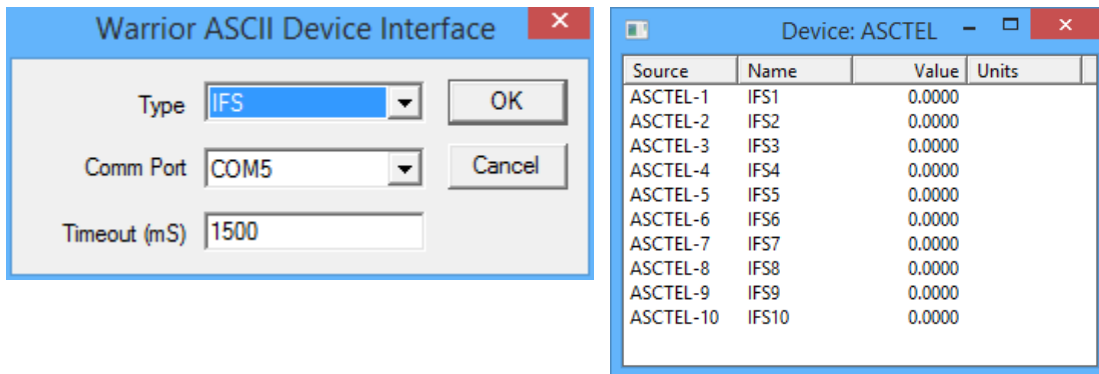 Warrior ASCII Device Interface
Type IFS OK
Comm Port COM5 Cancel
Timeout (mS) 1500
Device: ASCTEL
Source Name Value Units
ASCTEL-1 IFS1 0.0000
ASCTEL-2 IFS2 0.0000
ASCTEL-3 IFS3 0.0000
ASCTEL-4 IFS4 0.0000
ASCTEL-5 IFS5 0.0000
ASCTEL-6 IFS6 0.0000
ASCTEL-7 IFS7 0.0000
ASCTEL-8 IFS8 0.0000
ASCTEL-9 IFS9 0.0000
ASCTEL-10 IFS10 0.0000